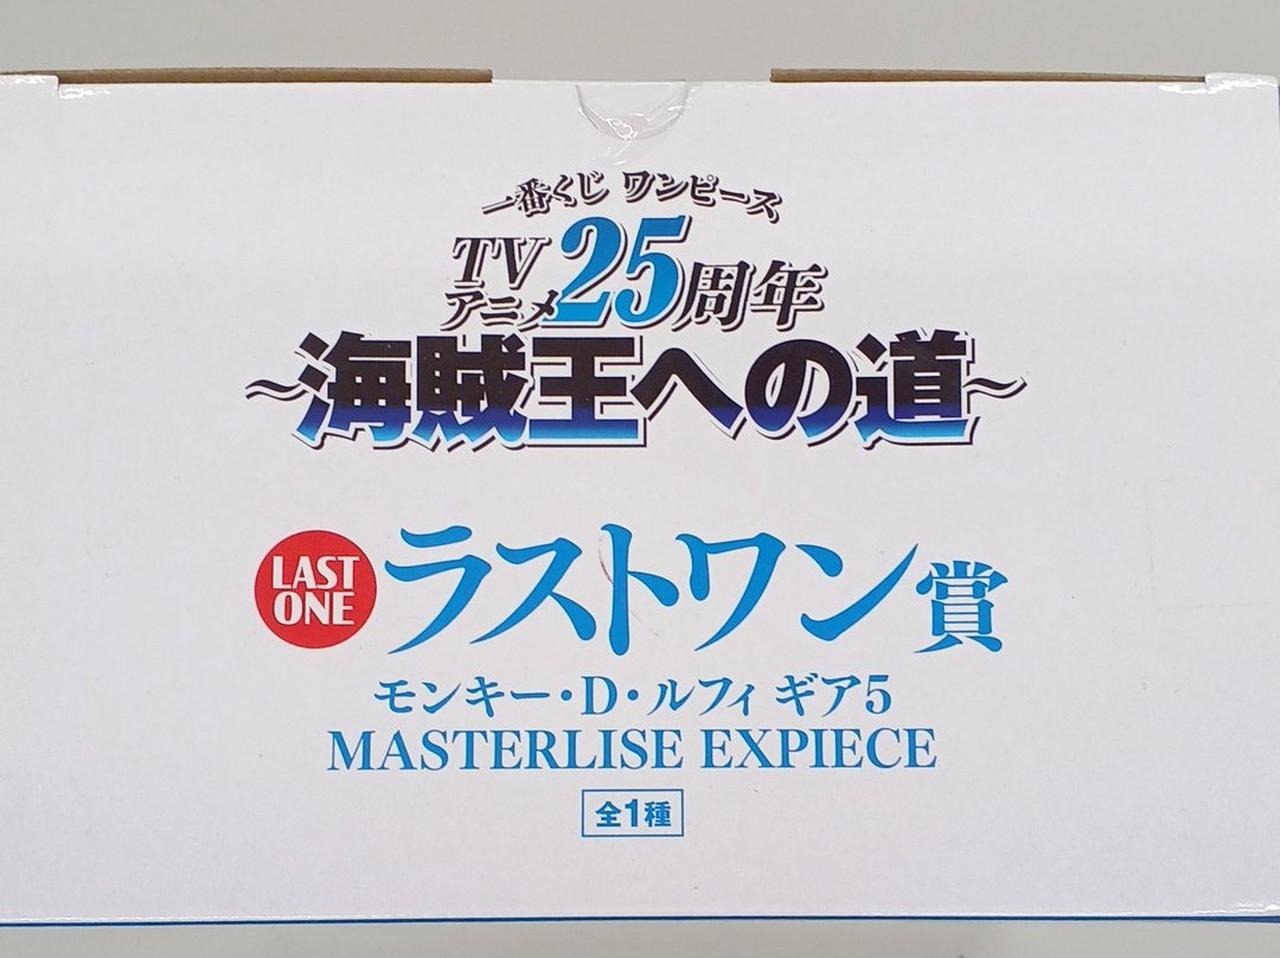 一番くじ ワンピース
TVアニメ25周年
～海賊王への道～
LAST ONE
ラストワン賞
モンキー・D・ルフィ ギア5
MASTERLISE EXPIECE
全1種